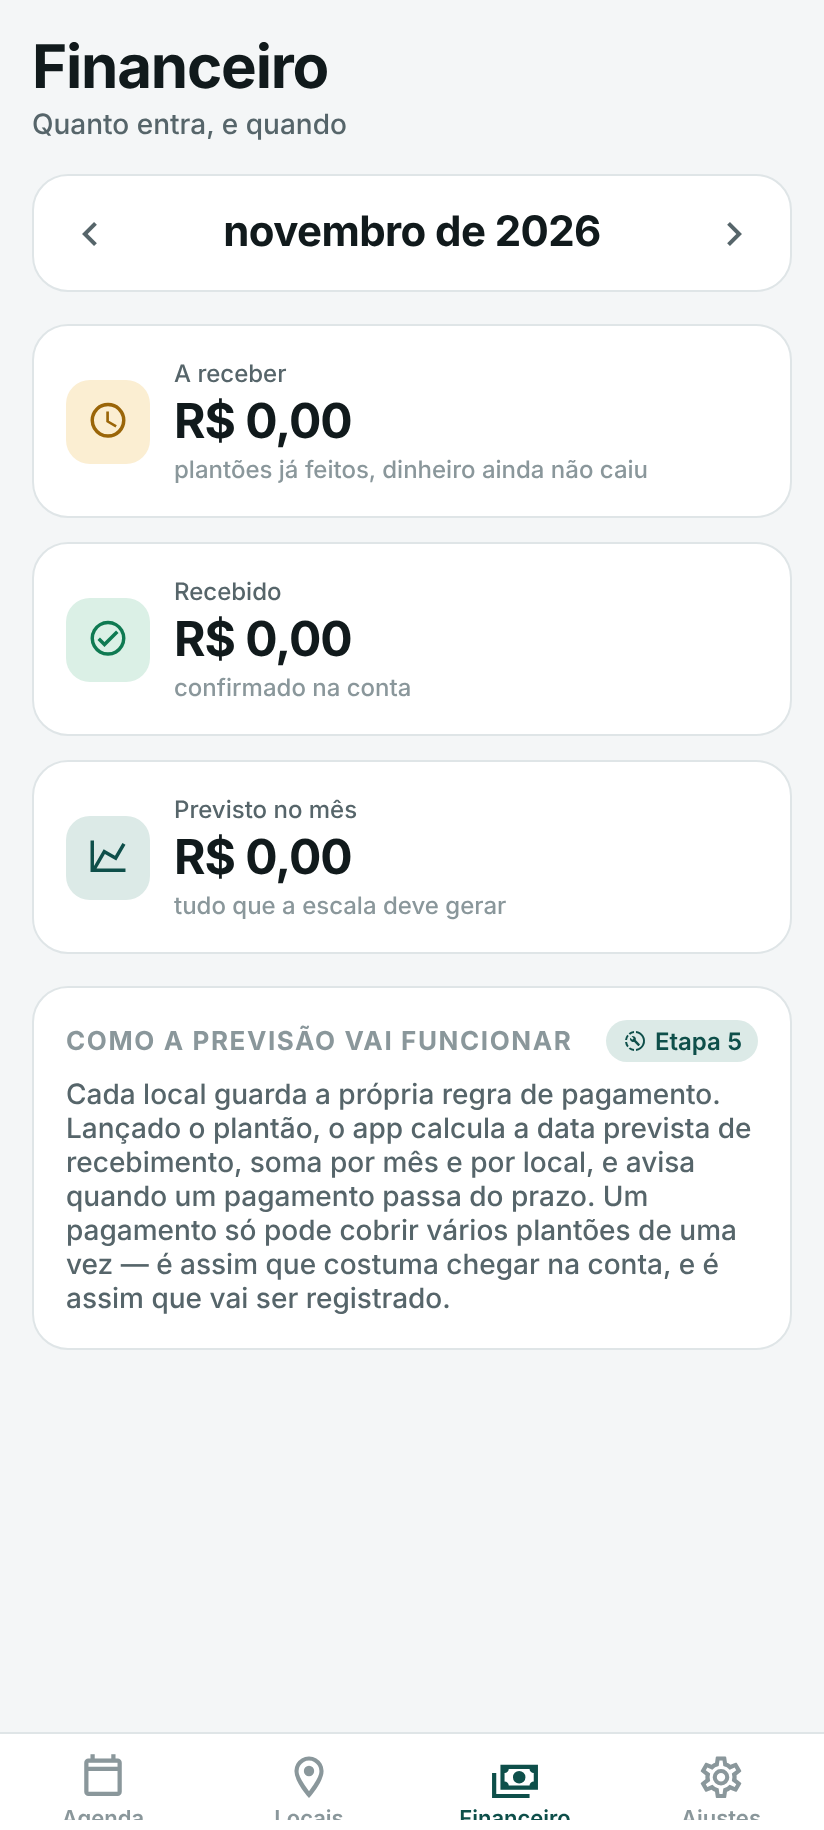 Financeiro
Quanto entra, e quando
novembro de 2026
A receber
R$ 0,00
plantões já feitos, dinheiro ainda não caiu
Recebido
R$ 0,00
confirmado na conta
Previsto no mês
R$ 0,00
tudo que a escala deve gerar
COMO A PREVISÃO VAI FUNCIONAR
Etapa 5
Cada local guarda a própria regra de pagamento.
Lançado o plantão, o app calcula a data prevista de
recebimento, soma por mês e por local, e avisa
quando um pagamento passa do prazo. Um
pagamento só pode cobrir vários plantões de uma
vez — é assim que costuma chegar na conta, e é
assim que vai ser registrado.
Agenda
Locais
Financeiro
Ajustes